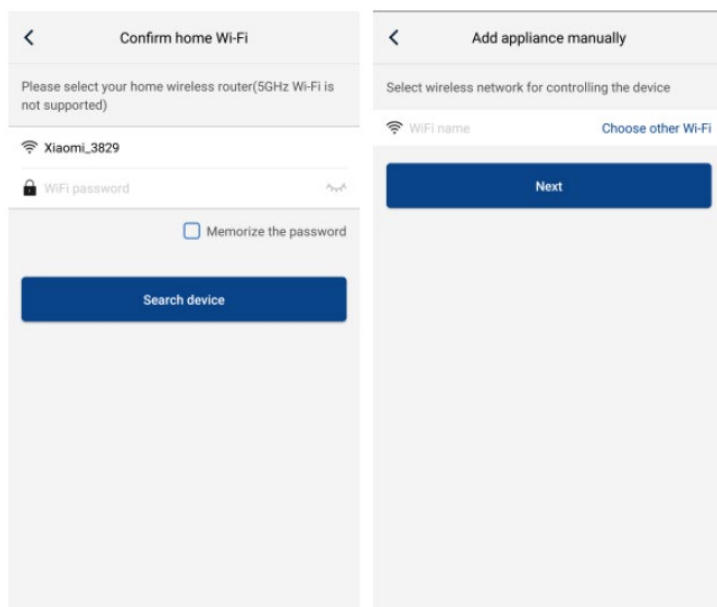 Confirm home Wi-Fi
Please select your home wireless router(5GHz Wi-Fi is
not supported)
Xiaomi_3829
WiFi password
Memorize the password
Search device
Add appliance manually
Select wireless network for controlling the device
WiFi name
Choose other Wi-Fi
Next